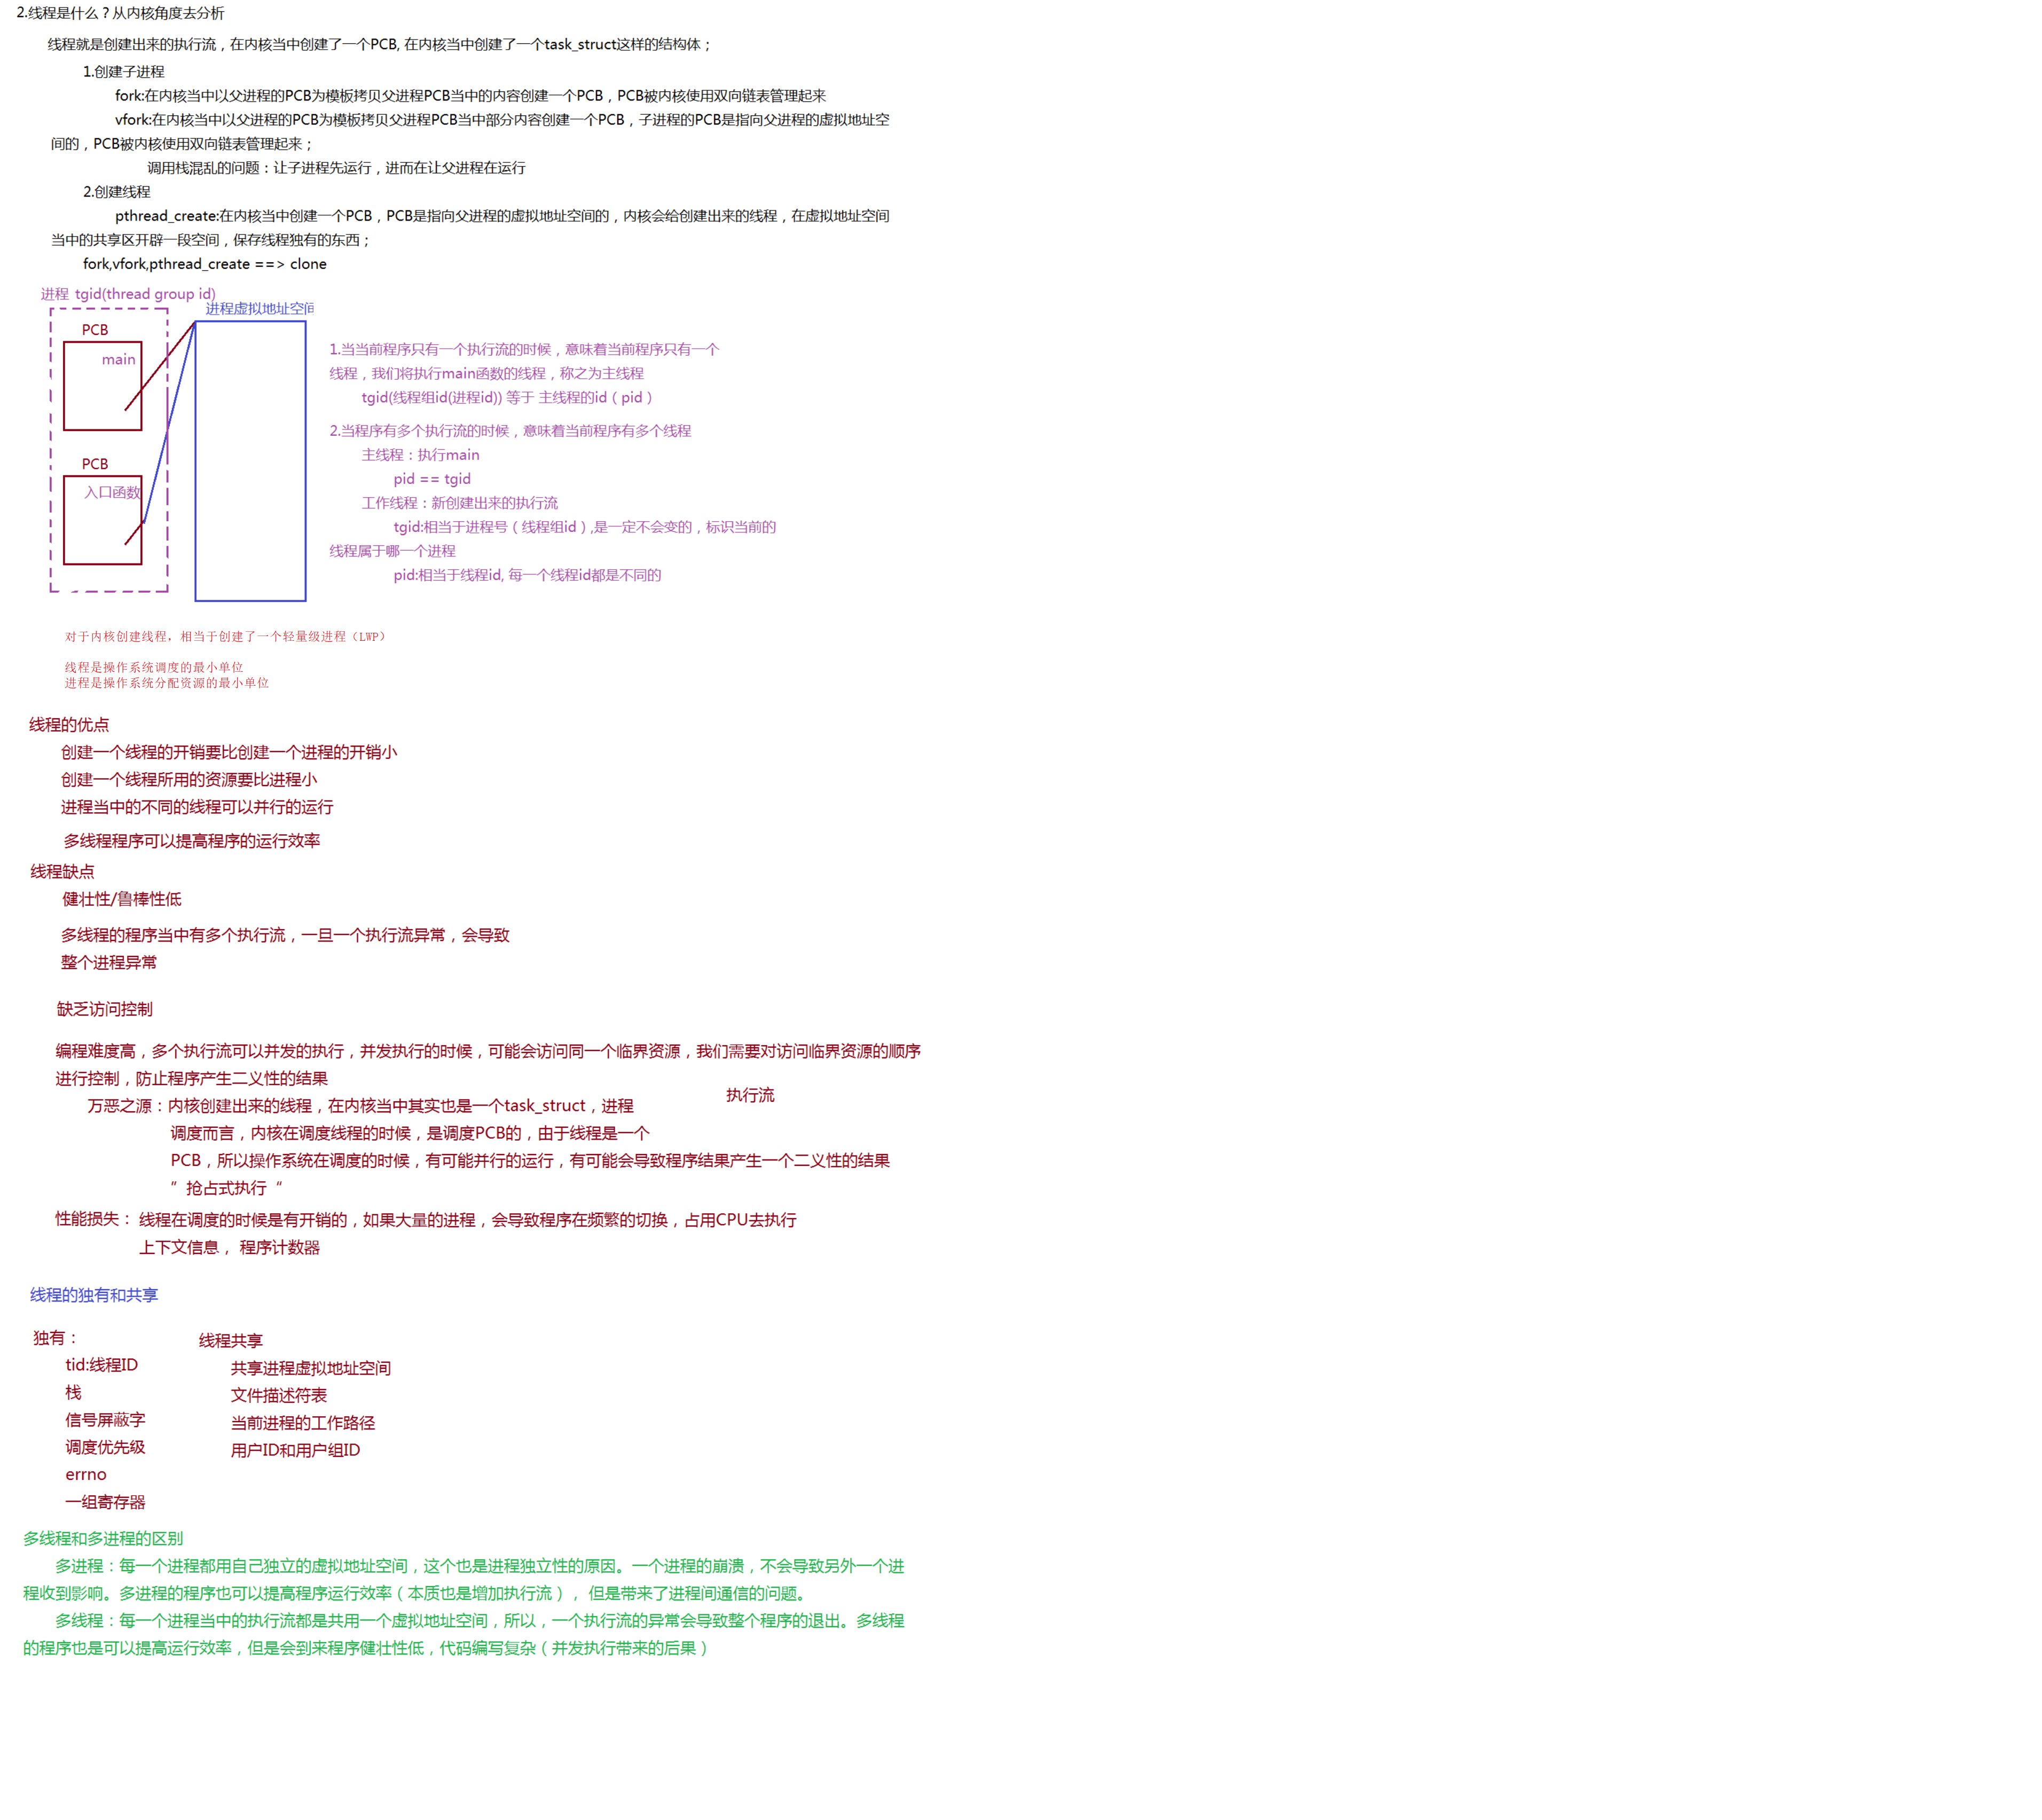 2.线程是什么？从内核角度去分析
线程就是创建出来的执行流，在内核当中创建了一个PCB, 在内核当中创建了一个task_struct这样的结构体；
1.创建子进程
fork:在内核当中以父进程的PCB为模板拷贝父进程PCB当中的内容创建一个PCB，PCB被内核使用双向链表管理起来
vfork:在内核当中以父进程的PCB为模板拷贝父进程PCB当中部分内容创建一个PCB，子进程的PCB是指向父进程的虚拟地址空
间的，PCB被内核使用双向链表管理起来；
调用栈混乱的问题：让子进程先运行，进而在让父进程在运行
2.创建线程
pthread_create:在内核当中创建一个PCB，PCB是指向父进程的虚拟地址空间的，内核会给创建出来的线程，在虚拟地址空间
当中的共享区开辟一段空间，保存线程独有的东西；
fork,vfork,pthread_create ==> clone
进程 tgid(thread group id)
进程虚拟地址空间
PCB
main
PCB
入口函数
1.当当前程序只有一个执行流的时候，意味着当前程序只有一个
线程，我们将执行main函数的线程，称之为主线程
tgid(线程组id(进程id)) 等于 主线程的id（pid）
2.当程序有多个执行流的时候，意味着当前程序有多个线程
主线程：执行main
pid == tgid
工作线程：新创建出来的执行流
tgid:相当于进程号（线程组id）,是一定不会变的，标识当前的
线程属于哪一个进程
pid:相当于线程id, 每一个线程id都是不同的
对于内核创建线程，相当于创建了一个轻量级进程（LWP）
线程是操作系统调度的最小单位
进程是操作系统分配资源的最小单位
线程的优点
创建一个线程的开销要比创建一个进程的开销小
创建一个线程所用的资源要比进程小
进程当中的不同的线程可以并行的运行
多线程程序可以提高程序的运行效率
线程缺点
健壮性/鲁棒性低
多线程的程序当中有多个执行流，一旦一个执行流异常，会导致
整个进程异常
缺乏访问控制
编程难度高，多个执行流可以并发的执行，并发执行的时候，可能会访问同一个临界资源，我们需要对访问临界资源的顺序
进行控制，防止程序产生二义性的结果
执行流
万恶之源：内核创建出来的线程，在内核当中其实也是一个task_struct，进程
调度而言，内核在调度线程的时候，是调度PCB的，由于线程是一个
PCB，所以操作系统在调度的时候，有可能并行的运行，有可能会导致程序结果产生一个二义性的结果
”抢占式执行“
性能损失：线程在调度的时候是有开销的，如果大量的进程，会导致程序在频繁的切换，占用CPU去执行
上下文信息， 程序计数器
线程的独有和共享
独有：
tid:线程ID
栈
信号屏蔽字
调度优先级
errno
一组寄存器
线程共享
共享进程虚拟地址空间
文件描述符表
当前进程的工作路径
用户ID和用户组ID
多线程和多进程的区别
多进程：每一个进程都用自己独立的虚拟地址空间，这个也是进程独立性的原因。一个进程的崩溃，不会导致另外一个进
程收到影响。多进程的程序也可以提高程序运行效率（本质也是增加执行流）， 但是带来了进程间通信的问题。
多线程：每一个进程当中的执行流都是共用一个虚拟地址空间，所以，一个执行流的异常会导致整个程序的退出。多线程
的程序也是可以提高运行效率，但是会到来程序健壮性低，代码编写复杂（并发执行带来的后果）